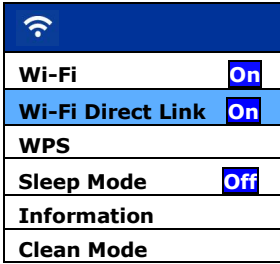 Wi-Fi On
Wi-Fi Direct Link On
WPS
Sleep Mode Off
Information
Clean Mode